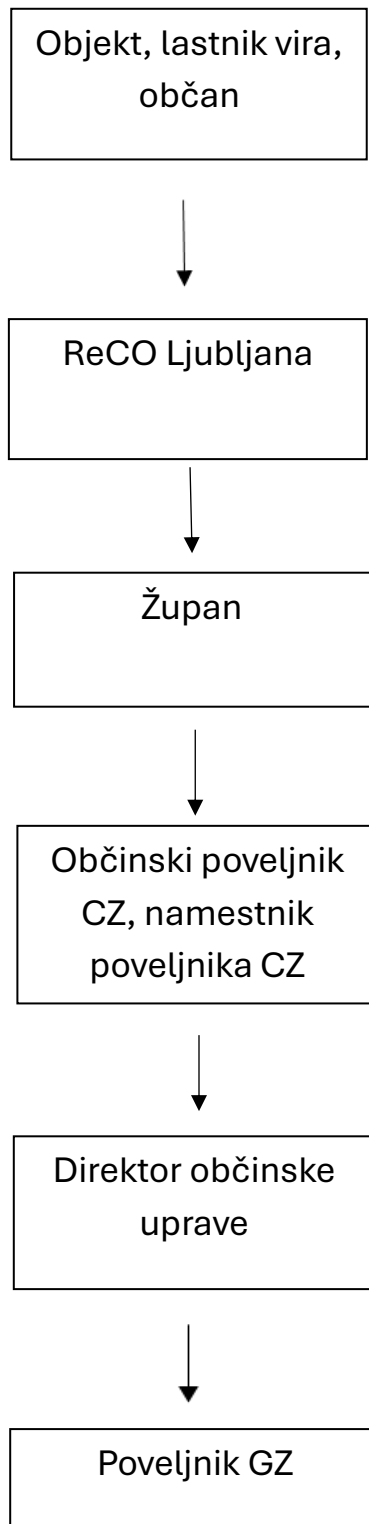 Objekt, lastnik vira,
občan
ReCO Ljubljana
Župan
Občinski poveljnik
CZ, namestnik
poveljnika CZ
Direktor občinske
uprave
Poveljnik GZ